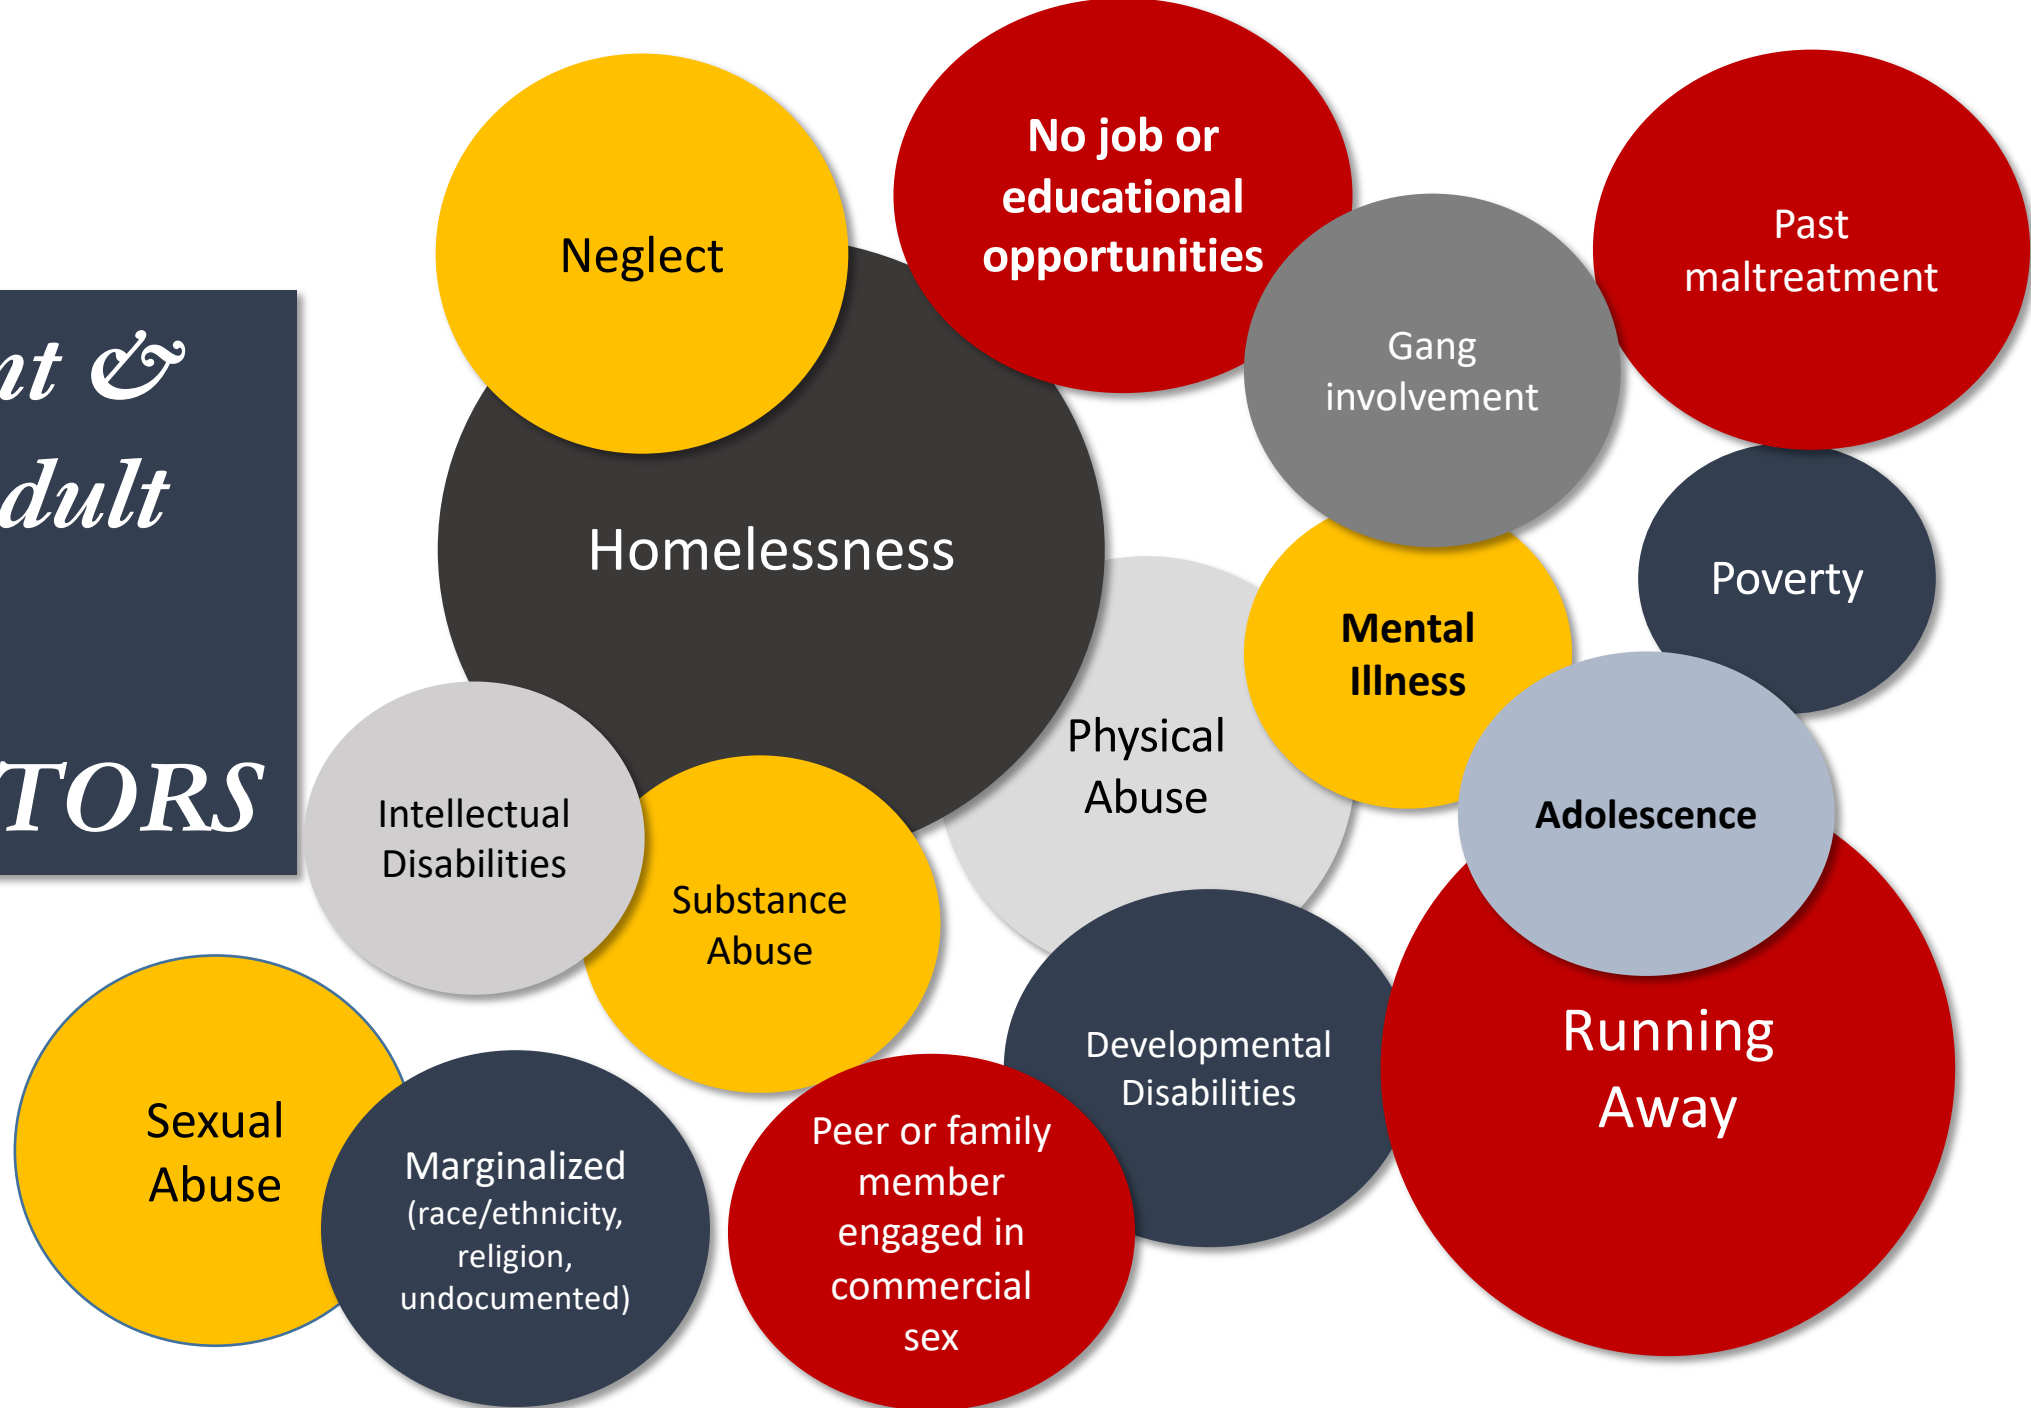 nt &
dult
TORS
Neglect
No job or
educational
opportunities
Past
maltreatment
Gang
involvement
Homelessness
Poverty
Mental
Illness
Physical
Abuse
Adolescence
Intellectual
Disabilities
Substance
Abuse
Running
Away
Developmental
Disabilities
Sexual
Abuse
Marginalized
(race/ethnicity,
religion,
undocumented)
Peer or family
member
engaged in
commercial
sex